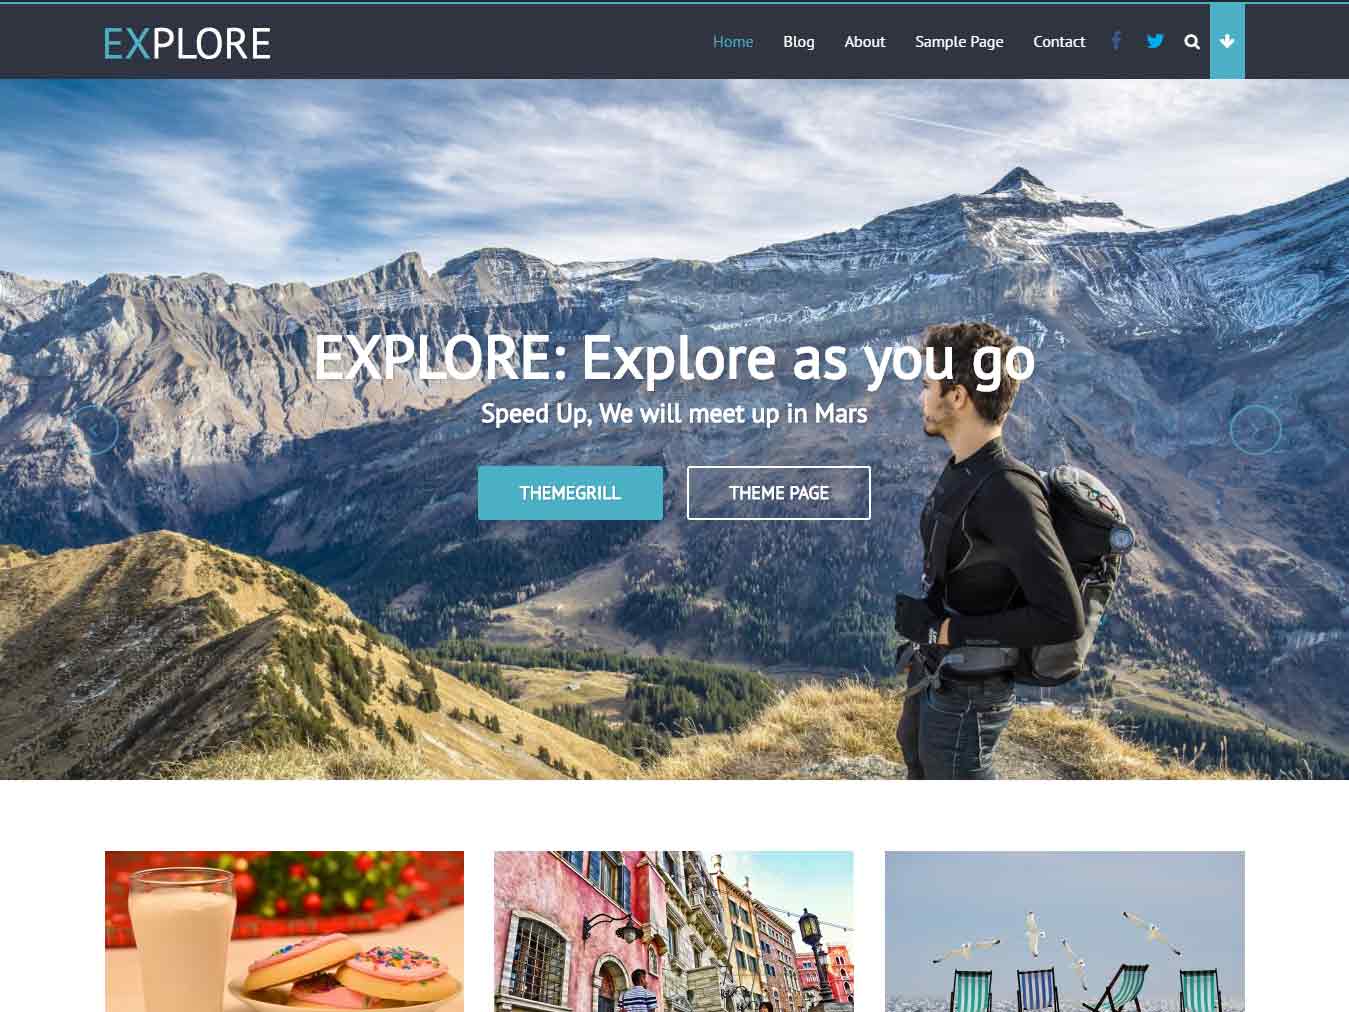 EXPLORE
Home Blog About Sample Page Contact
EXPLORE: Explore as you go
Speed Up, We will meet up in Mars
THEMEGRILL THEME PAGE